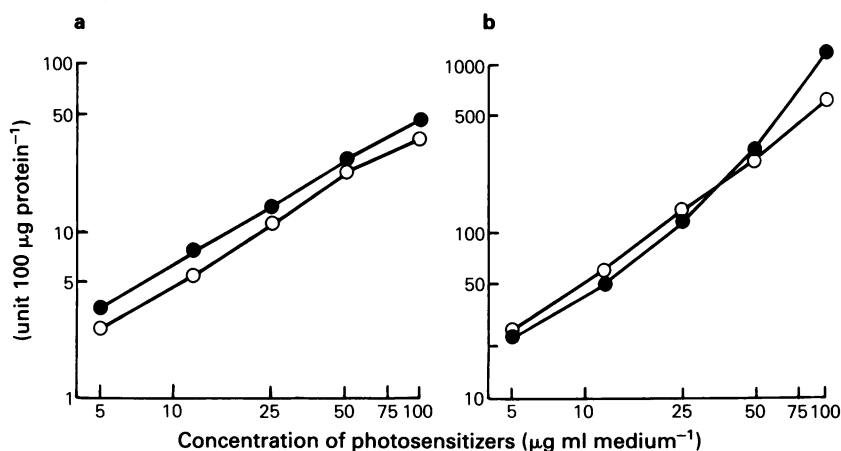 a
b
(unit 100 µg protein⁻¹)
100
50
10
5
1
5 10 25 50 75 100
1000
500
100
50
10
5 10 25 50 75 100
Concentration of photosensitizers (µg ml medium⁻¹)